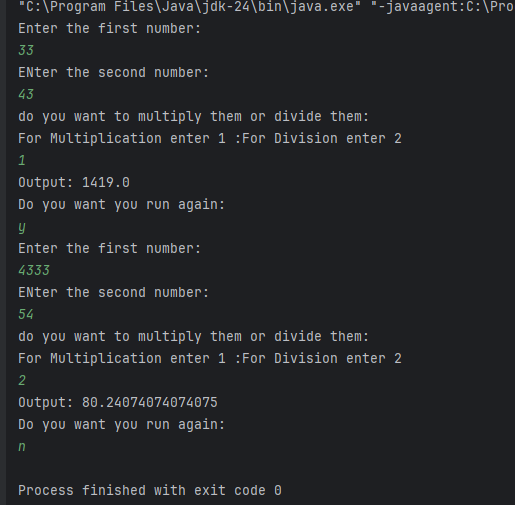 "C:\Program Files\Java\jdk-24\bin\java.exe" "-javaagent:C:\Pro
Enter the first number:
33
ENter the second number:
43
do you want to multiply them or divide them:
For Multiplication enter 1 :For Division enter 2
1
Output: 1419.0
Do you want you run again:
y
Enter the first number:
4333
ENter the second number:
54
do you want to multiply them or divide them:
For Multiplication enter 1 :For Division enter 2
2
Output: 80.24074074074075
Do you want you run again:
n
Process finished with exit code 0